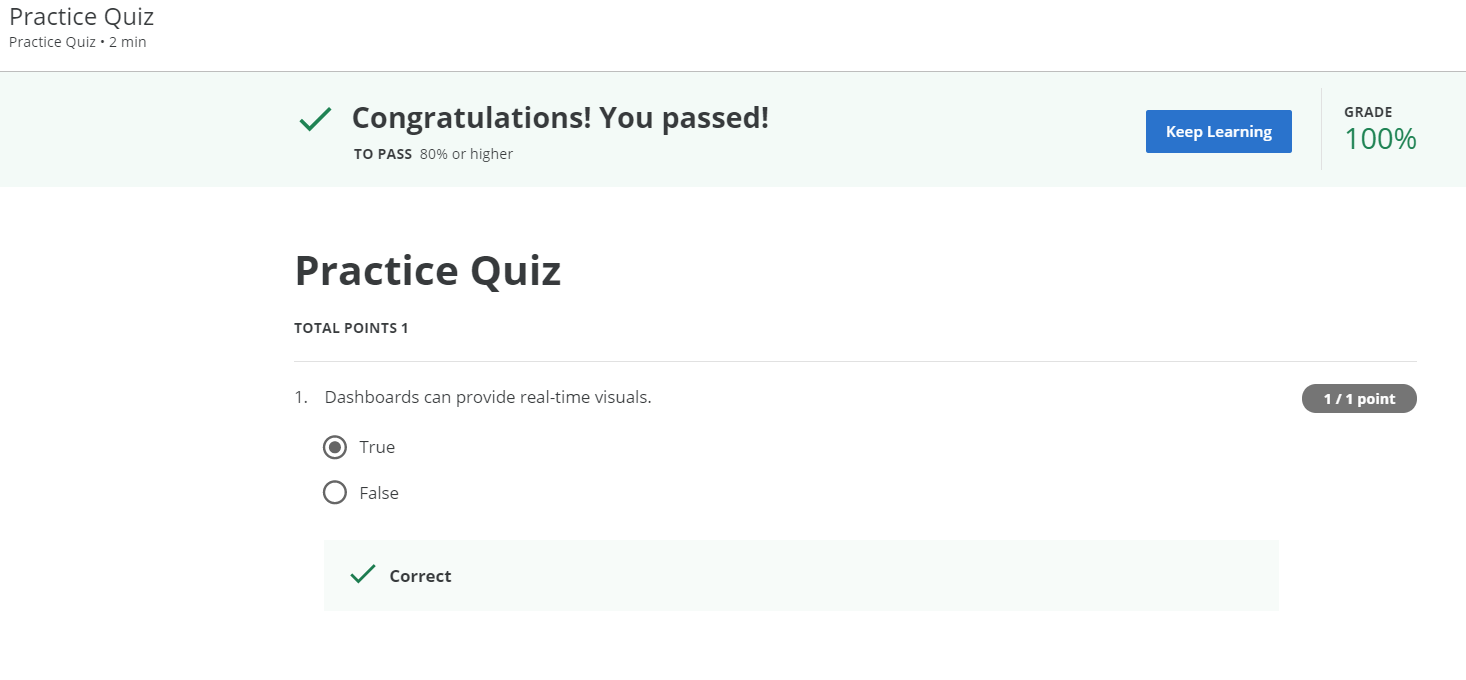 Practice Quiz
Practice Quiz • 2 min
Congratulations! You passed!
TO PASS 80% or higher
Keep Learning
GRADE
100%
Practice Quiz
TOTAL POINTS 1
1. Dashboards can provide real-time visuals.
1 / 1 point
True
False
Correct